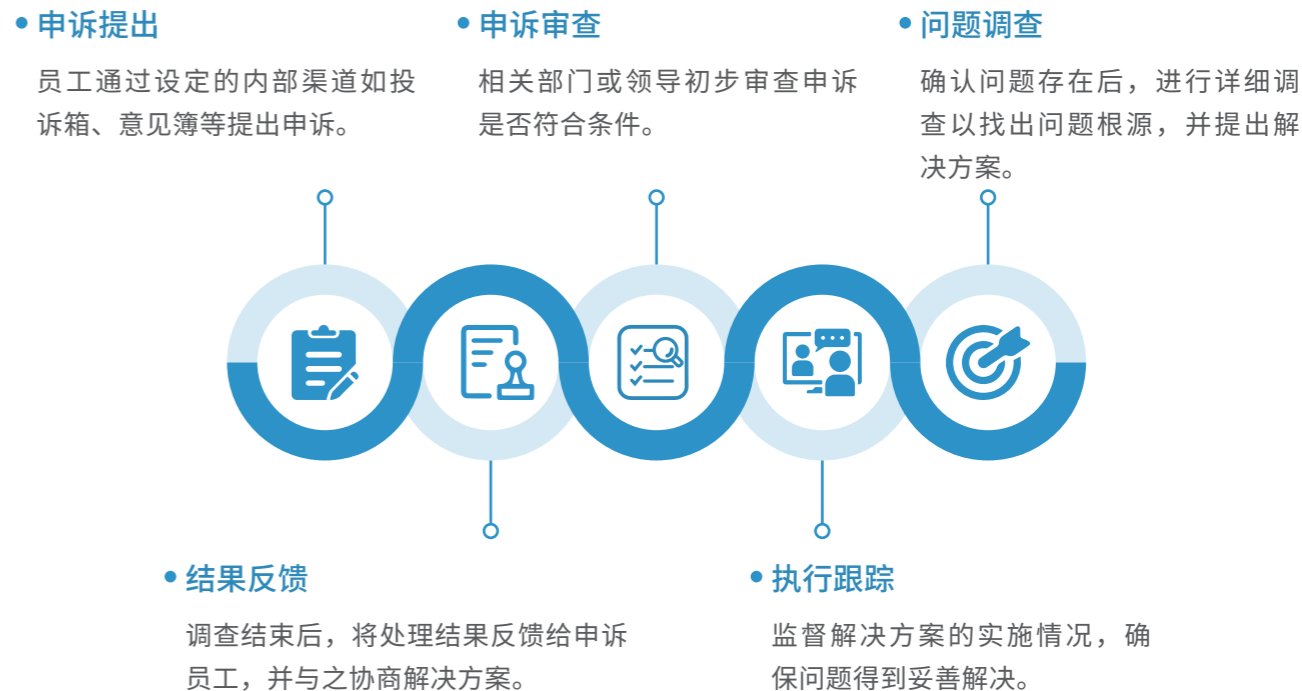 申诉提出
员工通过设定的内部渠道如投
诉箱、意见簿等提出申诉。
申诉审查
相关部门或领导初步审查申诉
是否符合条件。
问题调查
确认问题存在后，进行详细调
查以找出问题根源，并提出解
决方案。
结果反馈
调查结束后，将处理结果反馈给申诉
员工，并与之协商解决方案。
执行跟踪
监督解决方案的实施情况，确
保问题得到妥善解决。